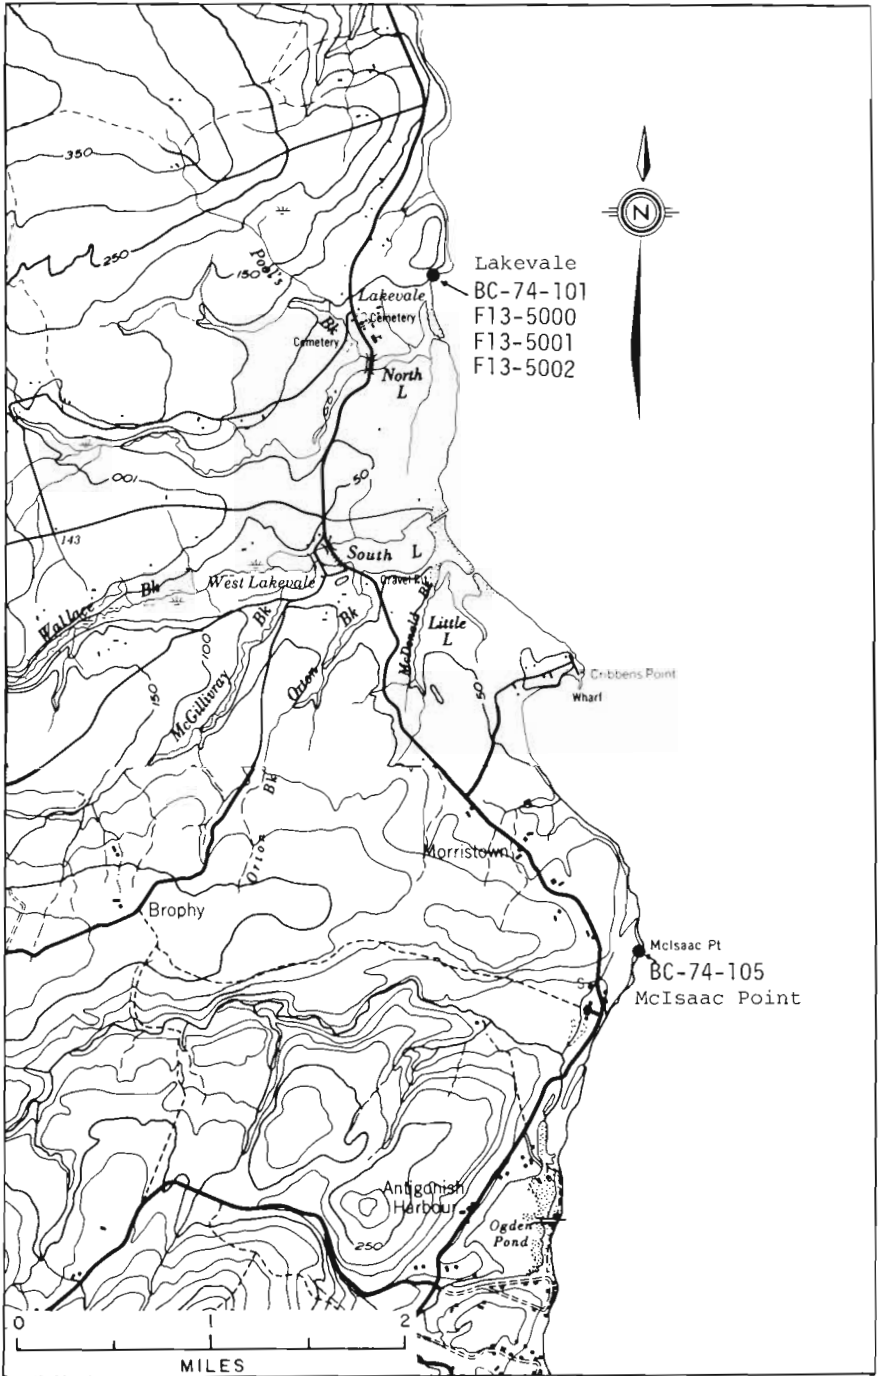 350
250
Pool's
150
N
Lakevale
BC-74-101
F13-5000
F13-5001
F13-5002
Lakevale
Cemetery
Bk
Cemetery
North
L
50
100
50
143
South L
West Lakevale
Gravel Pit
Wallace Bk
Bk
Bk
Bk
McDonald
Little
L
100
150
McGillivray
Orton
50
Cribbens Point
Wharf
Bk
Orton
Morristown
Brophy
McIsaac Pt
BC-74-105
McIsaac Point
S
Antigonish
Harbour
Ogden
Pond
250
0 1 2
MILES